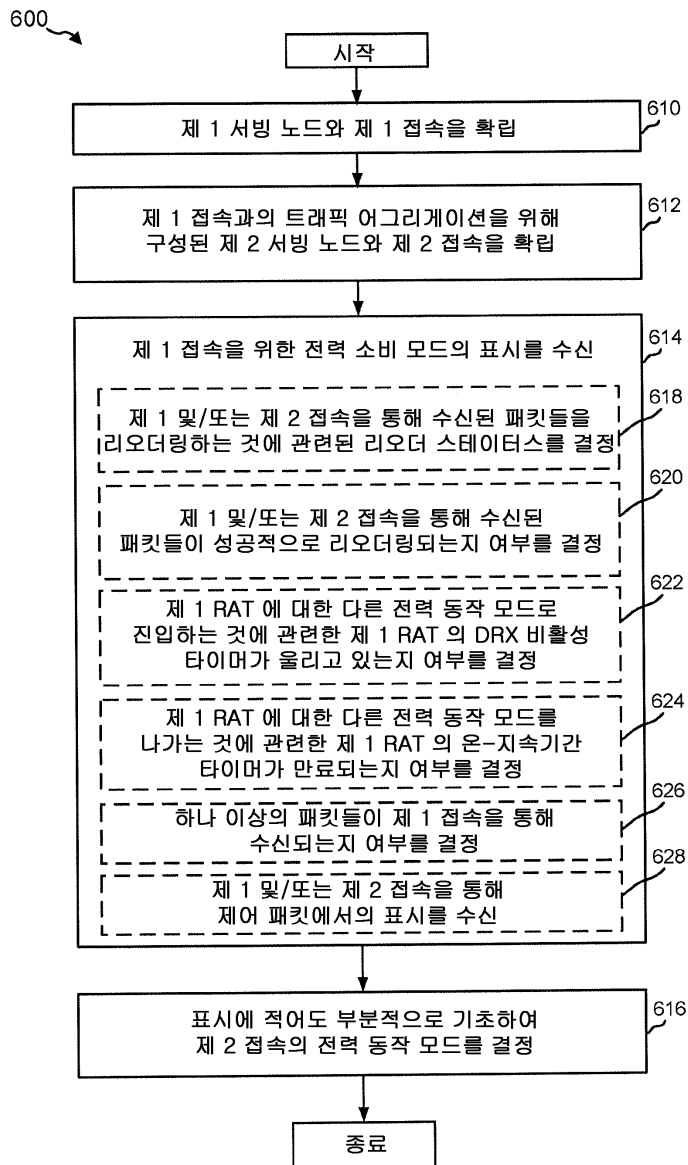 600
시작
제 1 서빙 노드와 제 1 접속을 확립
610
612
제 1 접속과의 트래픽 어그리게이션을 위해
구성된 제 2 서빙 노드와 제 2 접속을 확립
614
제 1 접속을 위한 전력 소비 모드의 표시를 수신
618
제 1 및/또는 제 2 접속을 통해 수신된 패킷들을
리오더링하는 것에 관련된 리오더 스테이터스를 결정
620
제 1 및/또는 제 2 접속을 통해 수신된
패킷들이 성공적으로 리오더링되는지 여부를 결정
622
제 1 RAT 에 대한 다른 전력 동작 모드로
진입하는 것에 관련한 제 1 RAT 의 DRX 비활성
타이머가 울리고 있는지 여부를 결정
624
제 1 RAT 에 대한 다른 전력 동작 모드를
나가는 것에 관련한 제 1 RAT 의 온-지속기간
타이머가 만료되는지 여부를 결정
626
하나 이상의 패킷들이 제 1 접속을 통해
수신되는지 여부를 결정
628
제 1 및/또는 제 2 접속을 통해
제어 패킷에서의 표시를 수신
616
표시에 적어도 부분적으로 기초하여
제 2 접속의 전력 동작 모드를 결정
종료